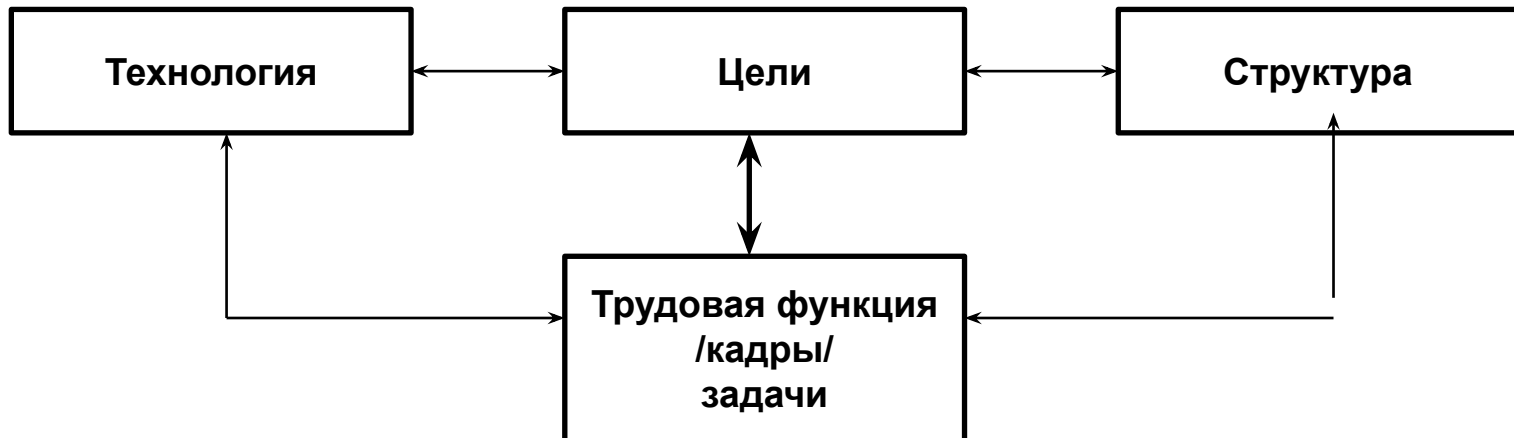 Технология
Цели
Структура
Трудовая функция
/кадры/
задачи